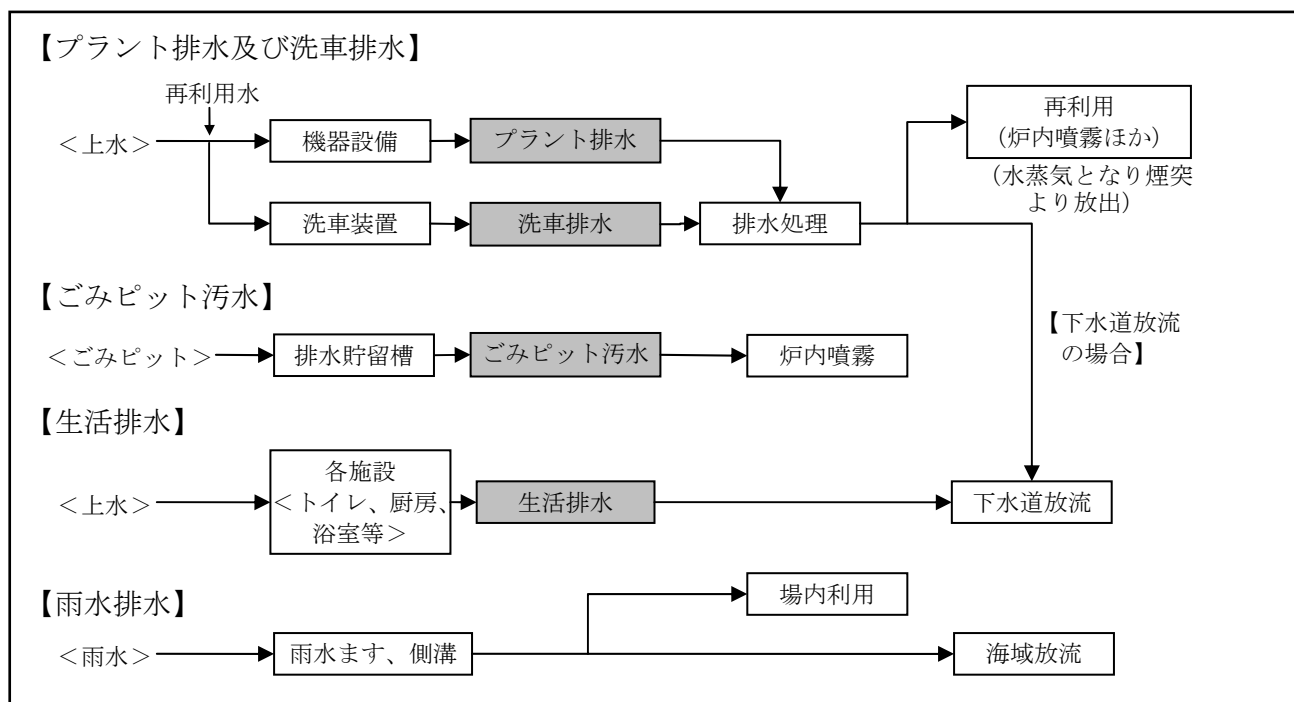 【プラント排水及び洗車排水】
再利用水
<上水>
機器設備
プラント排水
再利用
(炉内噴霧ほか)
(水蒸気となり煙突
より放出)
洗車装置
洗車排水
排水処理
【ごみピット汚水】
<ごみピット>
排水貯留槽
ごみピット汚水
炉内噴霧
【下水道放流
の場合】
【生活排水】
<上水>
各施設
<トイレ、厨房、
浴室等>
生活排水
下水道放流
【雨水排水】
場内利用
<雨水>
雨水ます、側溝
海域放流